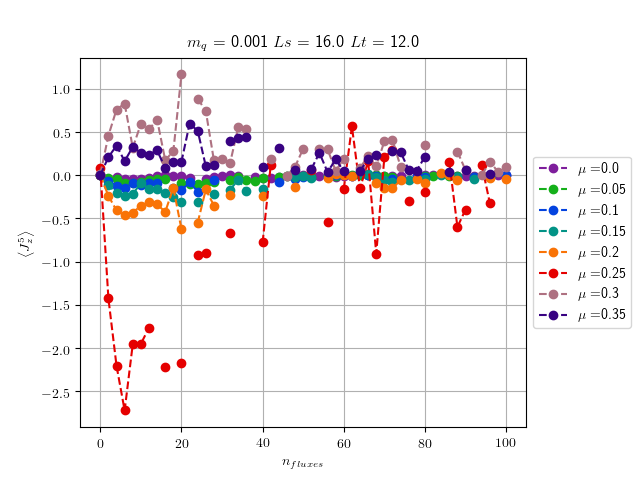 m_q = 0.001 Ls = 16.0 Lt = 12.0
1.0
0.5
0.0
−0.5
−1.0
−1.5
−2.0
−2.5
⟨J_z^5⟩
0
20
40
60
80
100
n_{fluxes}
μ =0.0
μ =0.05
μ =0.1
μ =0.15
μ =0.2
μ =0.25
μ =0.3
μ =0.35